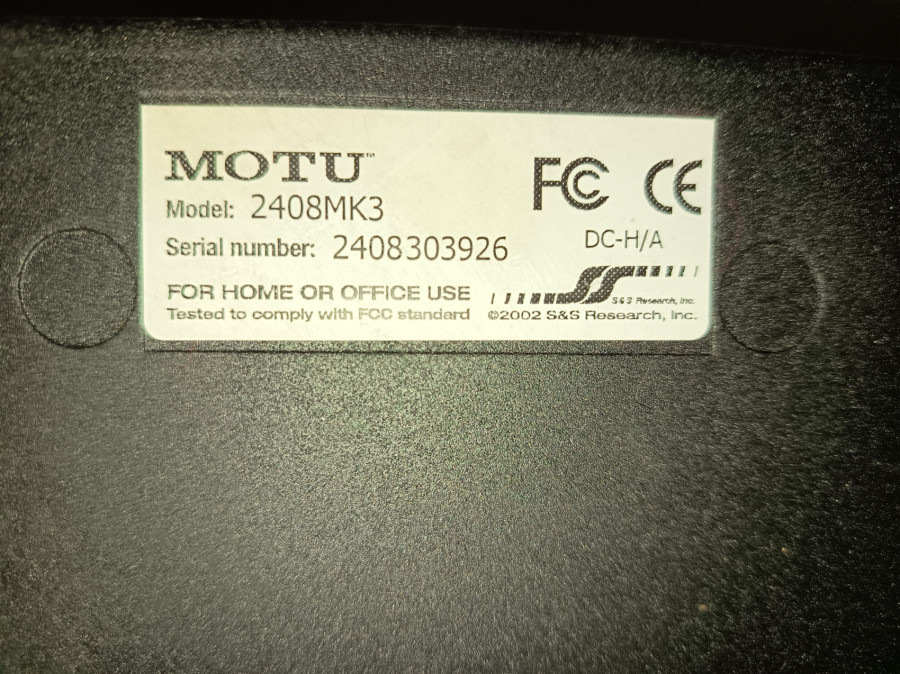 MOTU™
Model: 2408MK3
Serial number: 2408303926
FOR HOME OR OFFICE USE
Tested to comply with FCC standard
FC CE
DC-H/A
S&S Research, Inc.
©2002 S&S Research, Inc.